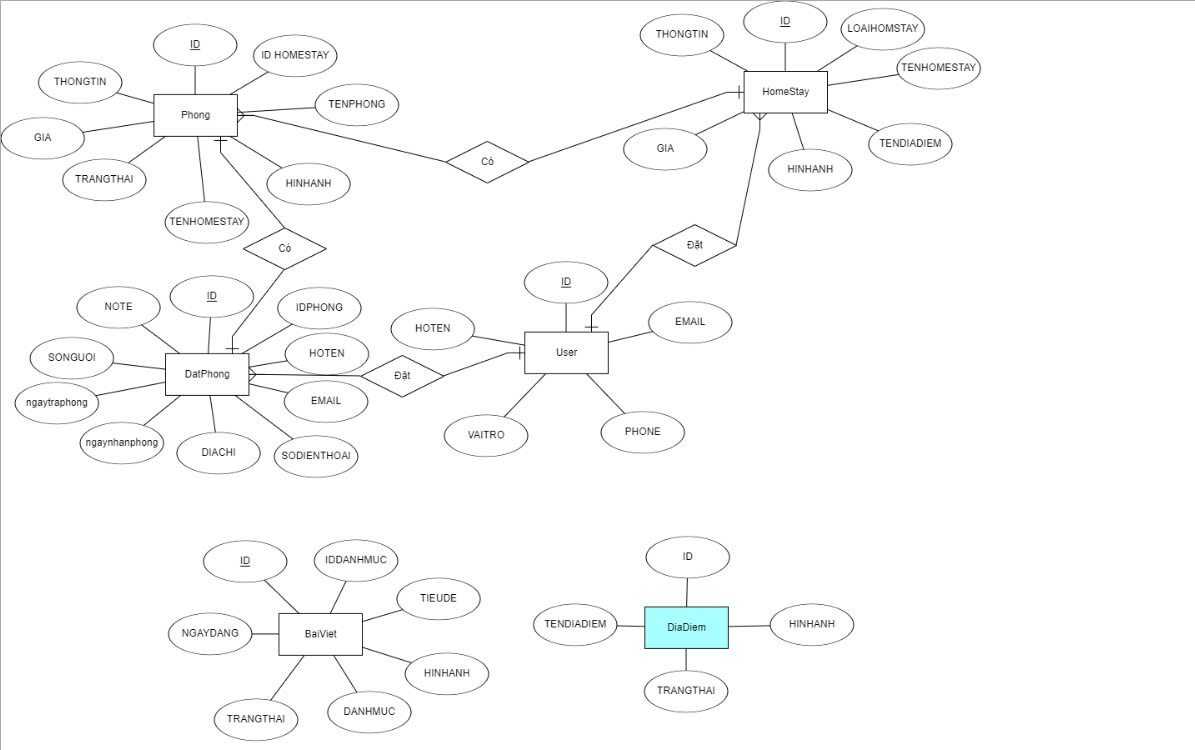 ID
ID HOMESTAY
THONGTIN
TENPHONG
GIA
Phong
TRANGTHAI
HINHANH
TENHOMESTAY
Có
Có
THONGTIN
ID
LOAIHOMSTAY
TENHOMESTAY
HomeStay
GIA
TENDIADIEM
HINHANH
Đặt
ID
NOTE
IDPHONG
SONGUOI
HOTEN
DatPhong
ngaytraphong
EMAIL
ngaynhanphong
DIACHI
SODIENTHOAI
Đặt
ID
HOTEN
EMAIL
User
VAITRO
PHONE
ID
IDDANHMUC
TIEUDE
NGAYDANG
BaiViet
HINHANH
TRANGTHAI
DANHMUC
ID
TENDIADIEM
DiaDiem
HINHANH
TRANGTHAI